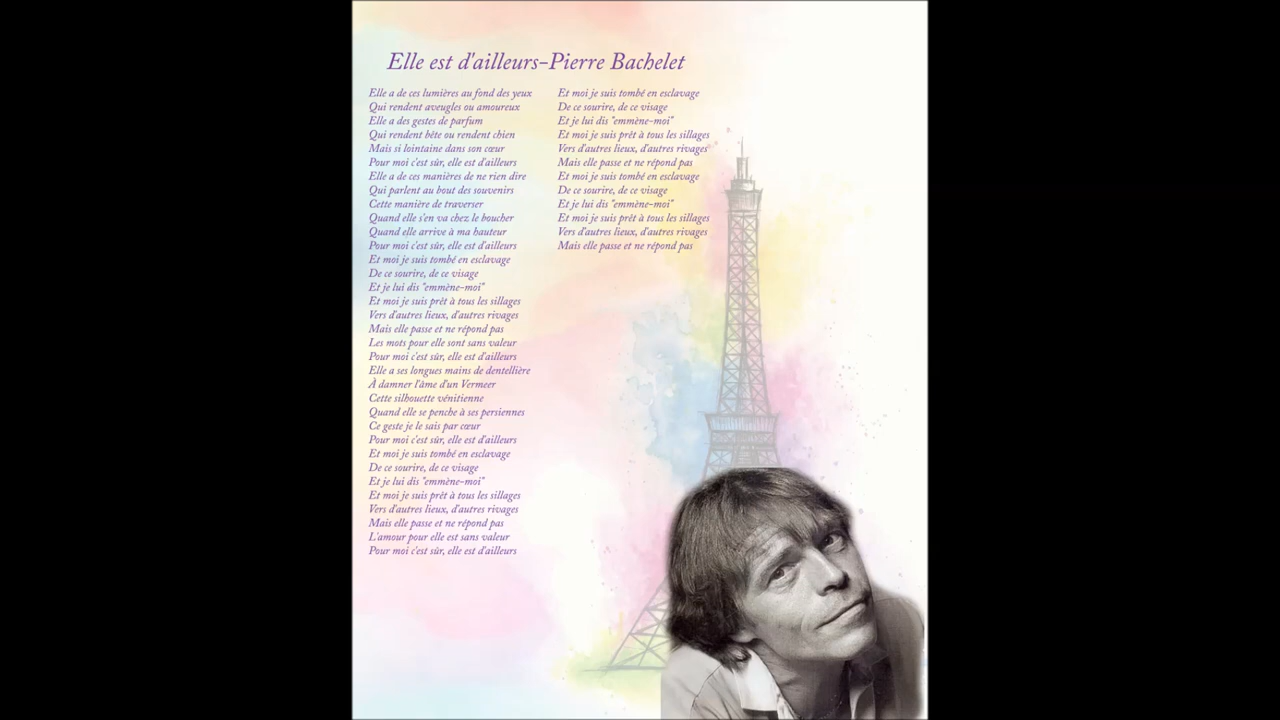 Elle est d'ailleurs-Pierre Bachelet
Elle a de ces lumières au fond des yeux
Qui rendent aveugles ou amoureux
Elle a des gestes de parfum
Qui rendent bête ou rendent chien
Mais si lointaine dans son cœur
Pour moi c'est sûr, elle est d'ailleurs
Elle a de ces manières de ne rien dire
Qui parlent au bout des souvenirs
Cette manière de traverser
Quand elle s'en va chez le boucher
Quand elle arrive à ma hauteur
Pour moi c'est sûr, elle est d'ailleurs
Et moi je suis tombé en esclavage
De ce sourire, de ce visage
Et je lui dis "emmène-moi"
Et moi je suis prêt à tous les sillages
Vers d'autres lieux, d'autres rivages
Mais elle passe et ne répond pas
Les mots pour elle sont sans valeur
Pour moi c'est sûr, elle est d'ailleurs
Elle a ses longues mains de dentellière
À damner l'âme d'un Vermeer
Cette silhouette vénitienne
Quand elle se penche à ses persiennes
Ce geste je le sais par cœur
Pour moi c'est sûr, elle est d'ailleurs
Et moi je suis tombé en esclavage
De ce sourire, de ce visage
Et je lui dis "emmène-moi"
Et moi je suis prêt à tous les sillages
Vers d'autres lieux, d'autres rivages
Mais elle passe et ne répond pas
L'amour pour elle est sans valeur
Pour moi c'est sûr, elle est d'ailleurs
Et moi je suis tombé en esclavage
De ce sourire, de ce visage
Et je lui dis "emmène-moi"
Et moi je suis prêt à tous les sillages
Vers d'autres lieux, d'autres rivages
Mais elle passe et ne répond pas
Et moi je suis tombé en esclavage
De ce sourire, de ce visage
Et je lui dis "emmène-moi"
Et moi je suis prêt à tous les sillages
Vers d'autres lieux, d'autres rivages
Mais elle passe et ne répond pas